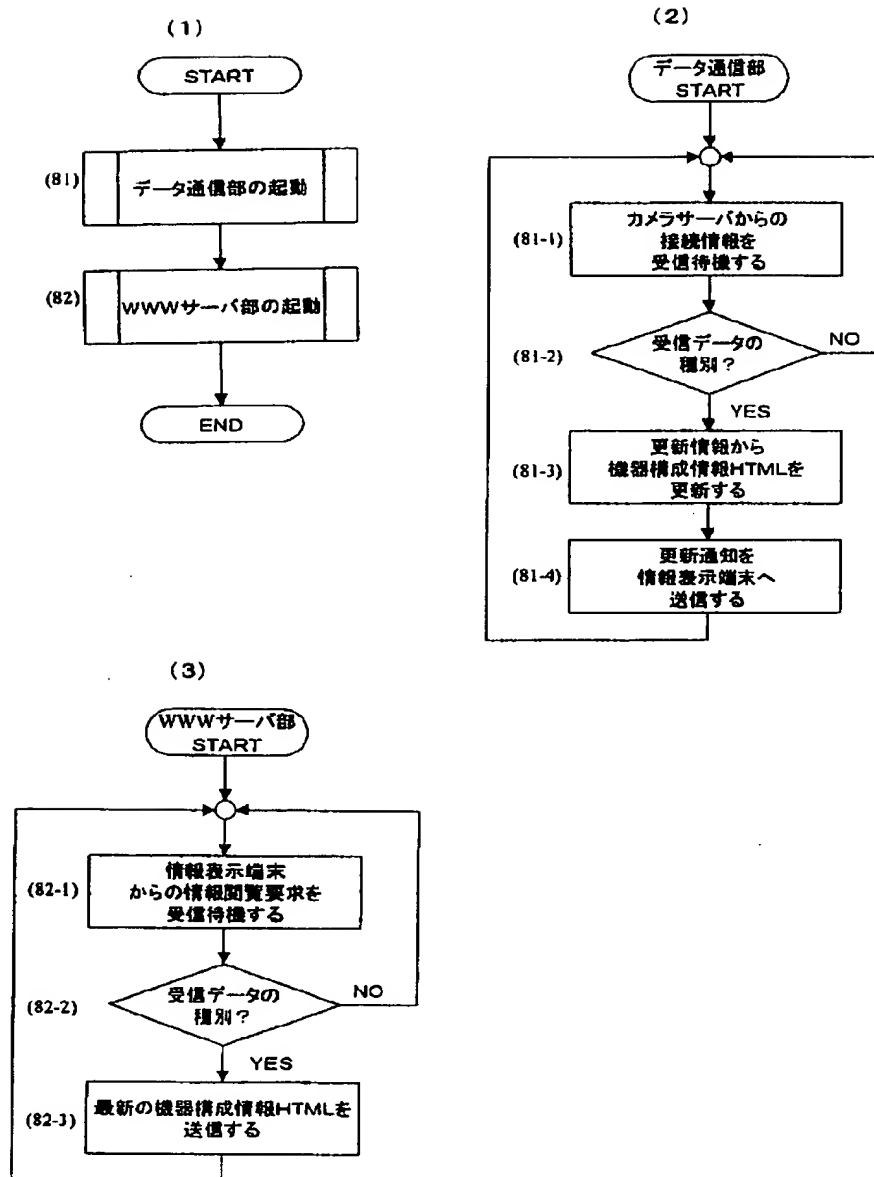 (1)
START
(81)
データ通信部の起動
(82)
WWWサーバ部の起動
END
(2)
データ通信部
START
(81-1)
カメラサーバからの
接続情報を
受信待機する
(81-2)
受信データの
種別?
NO
YES
(81-3)
更新情報から
機器構成情報HTMLを
更新する
(81-4)
更新通知を
情報表示端末へ
送信する
(3)
WWWサーバ部
START
(82-1)
情報表示端末
からの情報閲覧要求を
受信待機する
(82-2)
受信データの
種別?
NO
YES
(82-3)
最新の機器構成情報HTMLを
送信する